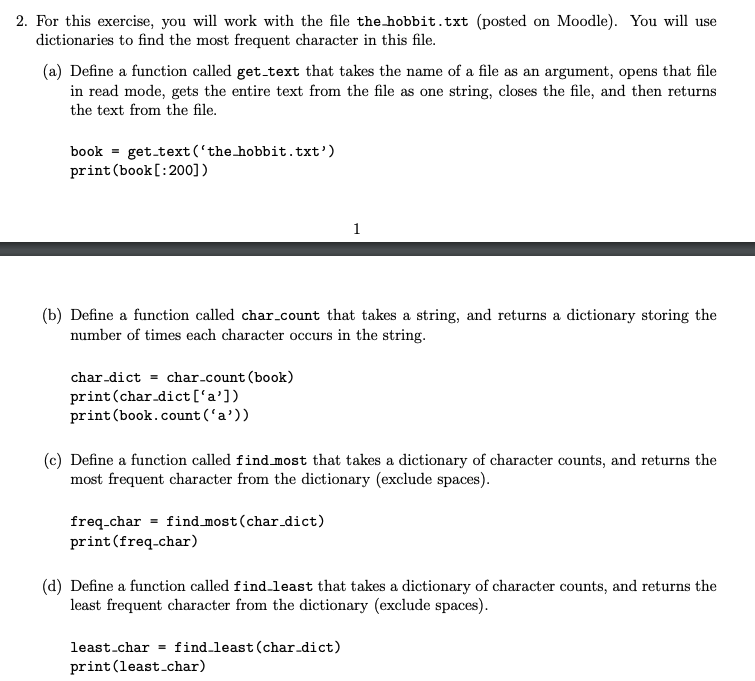 2. For this exercise, you will work with the file the_hobbit.txt (posted on Moodle). You will use
dictionaries to find the most frequent character in this file.
(a) Define a function called get_text that takes the name of a file as an argument, opens that file
in read mode, gets the entire text from the file as one string, closes the file, and then returns
the text from the file.
book = get_text(‘the_hobbit.txt’)
print(book[:200])
1
(b) Define a function called char_count that takes a string, and returns a dictionary storing the
number of times each character occurs in the string.
char_dict = char_count(book)
print(char_dict[‘a’])
print(book.count(‘a’))
(c) Define a function called find_most that takes a dictionary of character counts, and returns the
most frequent character from the dictionary (exclude spaces).
freq_char = find_most(char_dict)
print(freq_char)
(d) Define a function called find_least that takes a dictionary of character counts, and returns the
least frequent character from the dictionary (exclude spaces).
least_char = find_least(char_dict)
print(least_char)